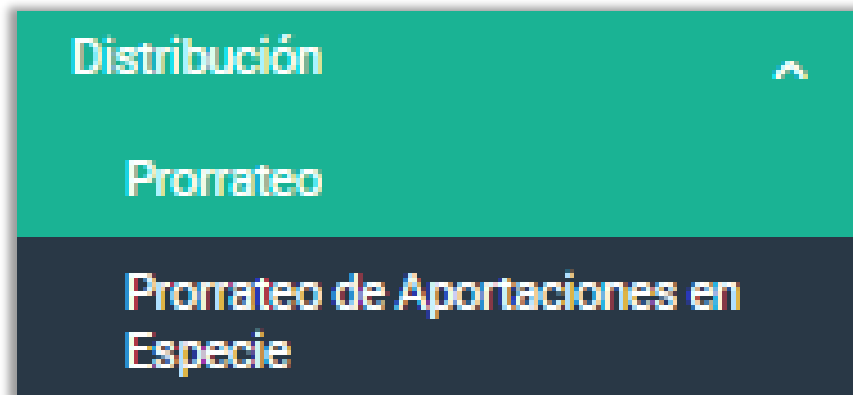 Distribución
Prorrateo
Prorrateo de Aportaciones en
Especie